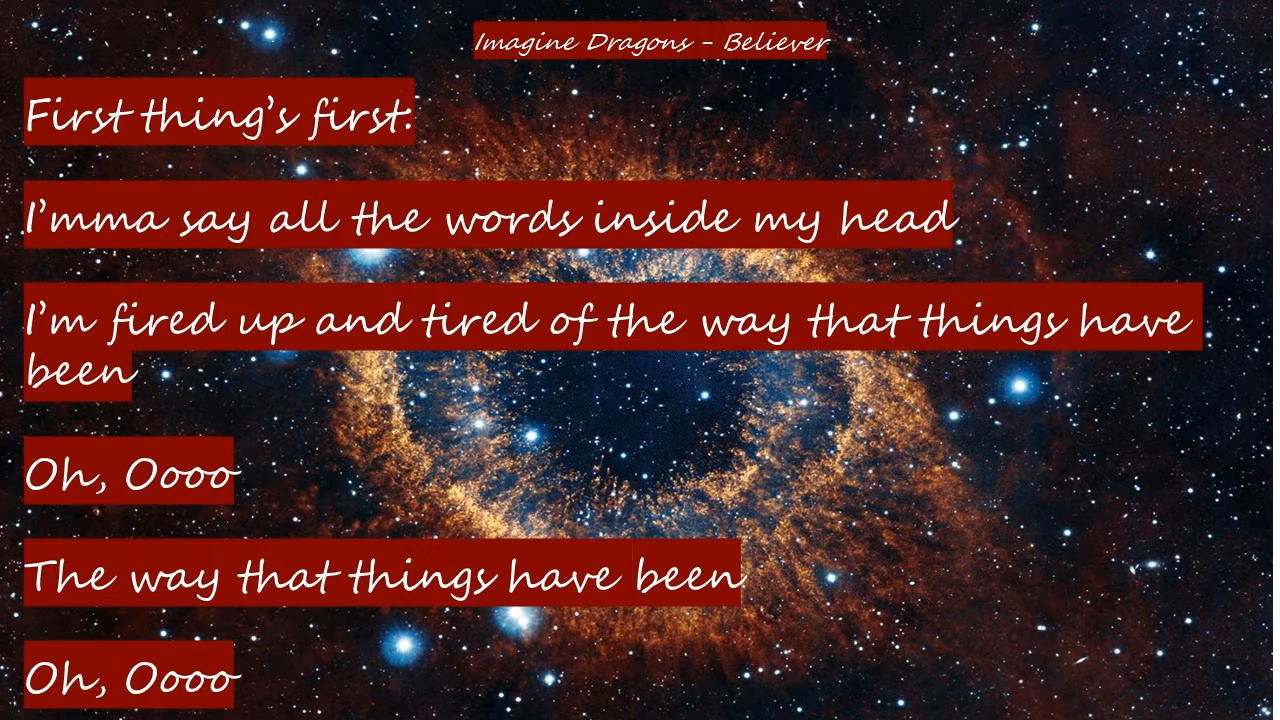 Imagine Dragons - Believer
First thing's first:
I'mma say all the words inside my head
I'm fired up and tired of the way that things have
been
Oh, Oooo
The way that things have been
Oh, Oooo